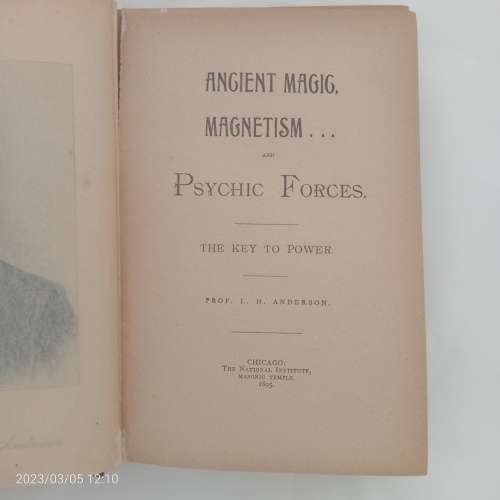 ANCIENT MAGIC,
MAGNETISM...
AND
PSYCHIC FORCES.
THE KEY TO POWER.
PROF. L. H. ANDERSON.
CHICAGO:
THE NATIONAL INSTITUTE,
MASONIC TEMPLE.
1895.
2023/03/05 12:10